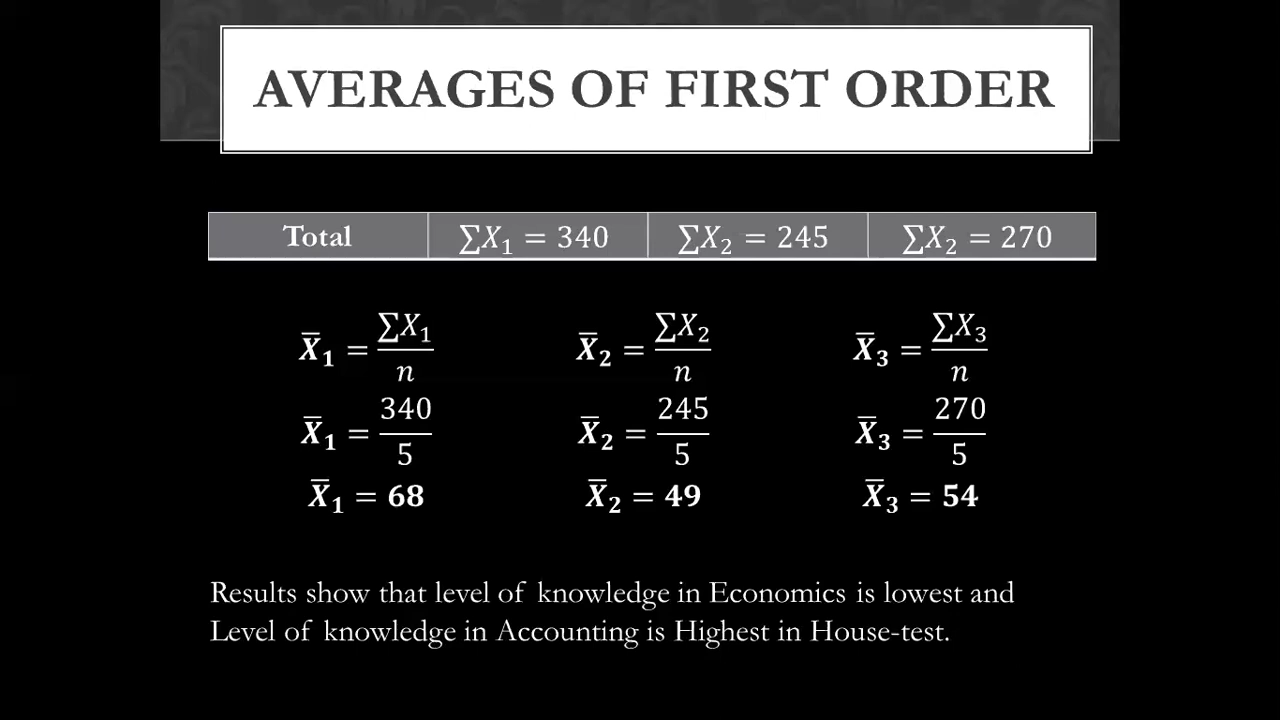 AVERAGES OF FIRST ORDER
Total ∑X₁ = 340 ∑X₂ = 245 ∑X₂ = 270
X̄₁ = ∑X₁/n X̄₂ = ∑X₂/n X̄₃ = ∑X₃/n
X̄₁ = 340/5 X̄₂ = 245/5 X̄₃ = 270/5
X̄₁ = 68 X̄₂ = 49 X̄₃ = 54
Results show that level of knowledge in Economics is lowest and
Level of knowledge in Accounting is Highest in House-test.